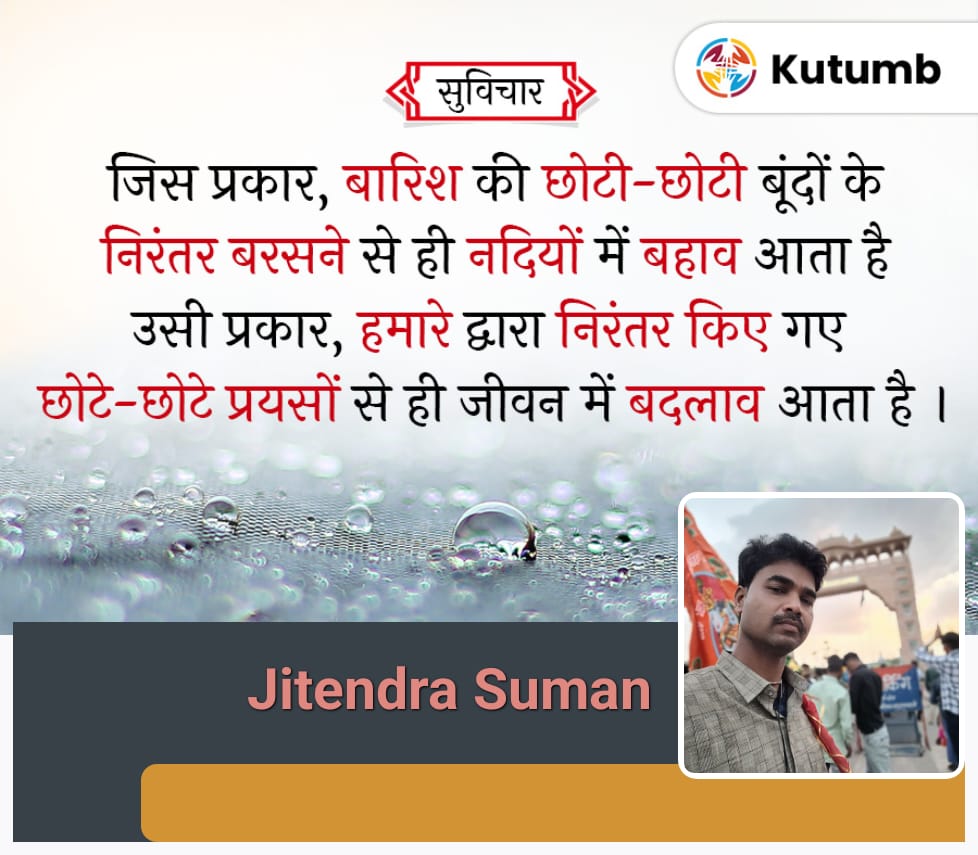 Kutumb
सुविचार
जिस प्रकार, बारिश की छोटी-छोटी बूंदों के
निरंतर बरसने से ही नदियों में बहाव आता है
उसी प्रकार, हमारे द्वारा निरंतर किए गए
छोटे-छोटे प्रयसों से ही जीवन में बदलाव आता है ।
Jitendra Suman